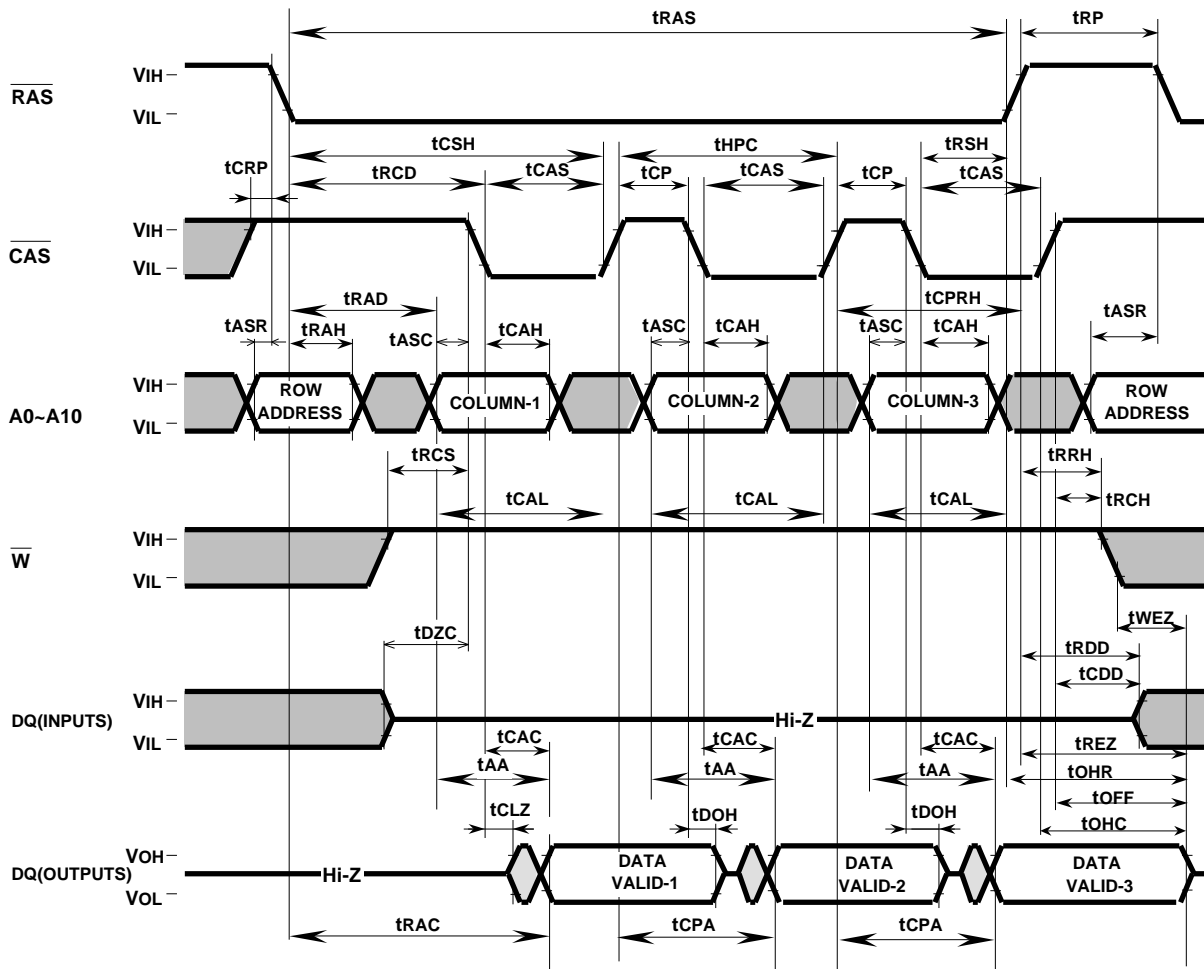 tRAS
tRP
RAS
VIH
VIL
tCSH
tHPC
tRSH
tCRP
tRCD
tCAS
tCP
tCAS
tCP
tCAS
CAS
VIH
VIL
tRAD
tCPRH
tASR
tRAH
tASC
tCAH
tASC
tCAH
tASC
tCAH
tASR
A0~A10
VIH
VIL
ROW ADDRESS
COLUMN-1
COLUMN-2
COLUMN-3
ROW ADDRESS
tRCS
tRRH
tCAL
tCAL
tCAL
tRCH
W
VIH
VIL
tWEZ
tDZC
tRDD
tCDD
DQ(INPUTS)
VIH
VIL
Hi-Z
tCAC
tCAC
tCAC
tREZ
tAA
tAA
tAA
tOHR
tCLZ
tDOH
tDOH
tOFF
tOHC
DQ(OUTPUTS)
VOH
VOL
Hi-Z
DATA VALID-1
DATA VALID-2
DATA VALID-3
tRAC
tCPA
tCPA